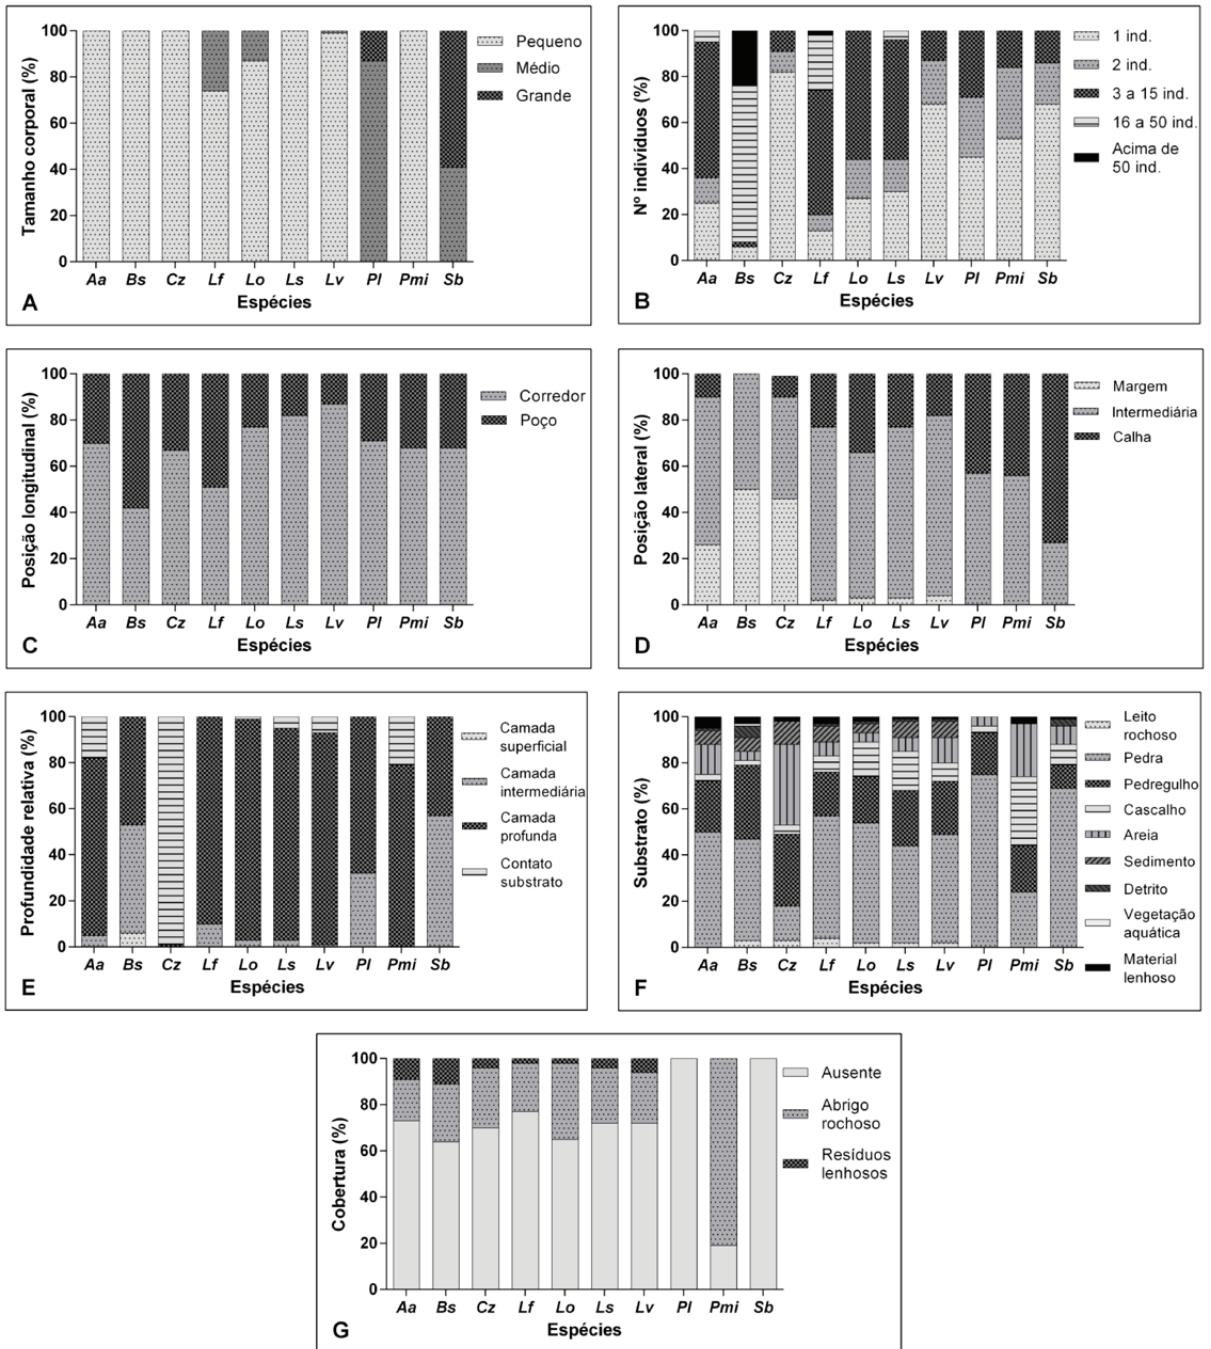 Tamanho corporal (%)
100
80
60
40
20
0
Aa Bs Cz Lf Lo Ls Lv Pl Pmi Sb
Espécies
Pequeno
Médio
Grande
A
Nº indivíduos (%)
100
80
60
40
20
0
Aa Bs Cz Lf Lo Ls Lv Pl Pmi Sb
Espécies
1 ind.
2 ind.
3 a 15 ind.
16 a 50 ind.
Acima de
50 ind.
B
Posição longitudinal (%)
100
80
60
40
20
0
Aa Bs Cz Lf Lo Ls Lv Pl Pmi Sb
Espécies
Corredor
Poço
C
Posição lateral (%)
100
80
60
40
20
0
Aa Bs Cz Lf Lo Ls Lv Pl Pmi Sb
Espécies
Margem
Intermediária
Calha
D
Profundidade relativa (%)
100
80
60
40
20
0
Aa Bs Cz Lf Lo Ls Lv Pl Pmi Sb
Espécies
Camada
superficial
Camada
intermediária
Camada
profunda
Contato
substrato
E
Substrato (%)
100
80
60
40
20
0
Aa Bs Cz Lf Lo Ls Lv Pl Pmi Sb
Espécies
Leito
rochoso
Pedra
Pedregulho
Cascalho
Areia
Sedimento
Detrito
Vegetação
aquática
Material
lenhoso
F
Cobertura (%)
100
80
60
40
20
0
Aa Bs Cz Lf Lo Ls Lv Pl Pmi Sb
Espécies
Ausente
Abrigo
rochoso
Resíduos
lenhosos
G